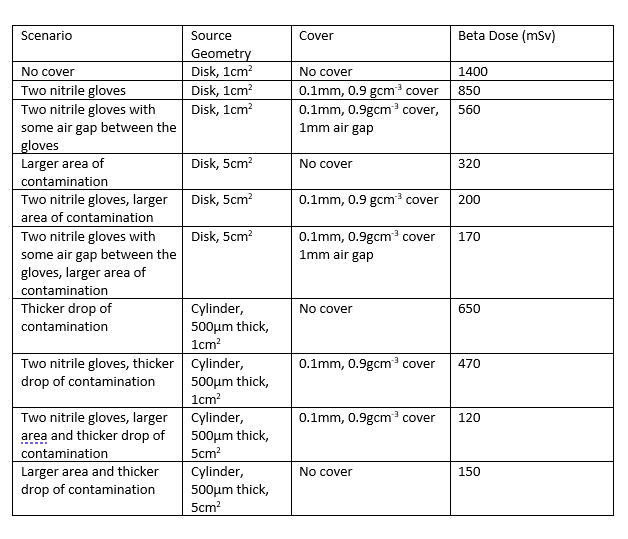 Scenario Source Cover Beta Dose (mSv)
Geometry
No cover Disk, 1cm² No cover 1400
Two nitrile gloves Disk, 1cm² 0.1mm, 0.9 gcm⁻³ cover 850
Two nitrile gloves with Disk, 1cm² 0.1mm, 0.9gcm⁻³ cover, 560
some air gap between the 1mm air gap
gloves
Larger area of Disk, 5cm² No cover 320
contamination
Two nitrile gloves, larger Disk, 5cm² 0.1mm, 0.9 gcm⁻³ cover 200
area of contamination
Two nitrile gloves with Disk, 5cm² 0.1mm, 0.9gcm⁻³ cover 170
some air gap between the 1mm air gap
gloves, larger area of
contamination
Thicker drop of Cylinder, No cover 650
contamination 500µm thick,
1cm²
Two nitrile gloves, thicker Cylinder, 0.1mm, 0.9gcm⁻³ cover 470
drop of contamination 500µm thick,
1cm²
Two nitrile gloves, larger Cylinder, 0.1mm, 0.9gcm⁻³ cover 120
area and thicker drop of 500µm thick,
contamination 5cm²
Larger area and thicker Cylinder, No cover 150
drop of contamination 500µm thick,
5cm²